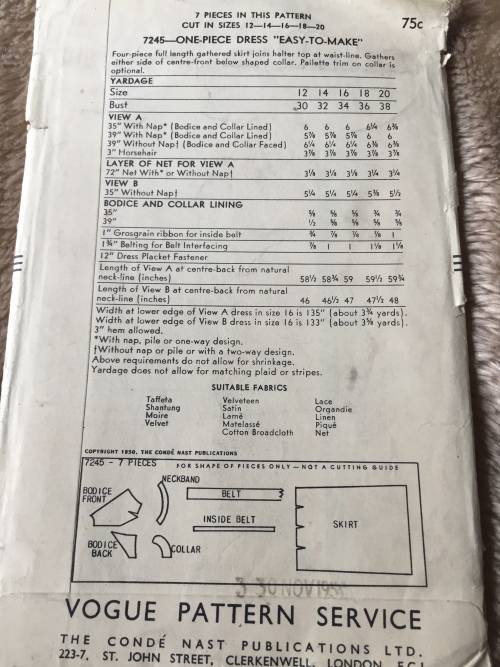 7 PIECES IN THIS PATTERN
CUT IN SIZES 12—14—16—18—20
75c
7245—ONE-PIECE DRESS "EASY-TO-MAKE"
Four-piece full length gathered skirt joins halter top at waist-line. Gathers
either side of centre-front below shaped collar. Pailette trim on collar is
optional.
YARDAGE
Size 12 14 16 18 20
Bust 30 32 34 36 38
VIEW A
35" With Nap* (Bodice and Collar Lined) 6 6 6 6¼ 6⅜
39" With Nap* (Bodice and Collar Lined) 5⅞ 5⅞ 5⅞ 6 6
39" Without Nap† (Bodice and Collar Faced) 6¼ 6¼ 6¼ 6⅜ 6⅜
3" Horsehair 3⅞ 3⅞ 3⅞ 3⅞ 3⅞
LAYER OF NET FOR VIEW A
72" Net With* or Without Nap† 3⅛ 3⅛ 3⅛ 3¼ 3¼
VIEW B
35" Without Nap† 5¼ 5¼ 5¼ 5⅜ 5½
BODICE AND COLLAR LINING
35" ⅝ ⅝ ⅝ ¾ ¾
39" ½ ⅝ ⅝ ⅝ ⅝
1" Grosgrain ribbon for inside belt ¾ ⅞ ⅞ ⅞ 1
1¾" Belting for Belt Interfacing ⅞ 1 1 1⅛ 1⅛
12" Dress Placket Fastener
Length of View A at centre-back from natural
neck-line (inches) 58½ 58¾ 59 59½ 59¾
Length of View B at centre-back from natural
neck-line (inches) 46 46½ 47 47½ 48
Width at lower edge of View A dress in size 16 is 135" (about 3¾ yards).
Width at lower edge of View B dress in size 16 is 133" (about 3⅝ yards).
3" hem allowed.
*With nap, pile or one-way design.
†Without nap or pile or with a two-way design.
Above requirements do not allow for shrinkage.
Yardage does not allow for matching plaid or stripes.
SUITABLE FABRICS
Taffeta Velveteen Lace
Shantung Satin Organdie
Moire Lamé Linen
Velvet Matelassé Piqué
Cotton Broadcloth Net
COPYRIGHT 1950, THE CONDÉ NAST PUBLICATIONS
7245 - 7 PIECES FOR SHAPE OF PIECES ONLY—NOT A CUTTING GUIDE
NECKBAND
BODICE
FRONT
BELT
INSIDE BELT
SKIRT
BODICE
BACK
COLLAR
3 30 NOV
VOGUE PATTERN SERVICE
THE CONDÉ NAST PUBLICATIONS LTD.
223-7, ST. JOHN STREET, CLERKENWELL, LONDON, E.C.1